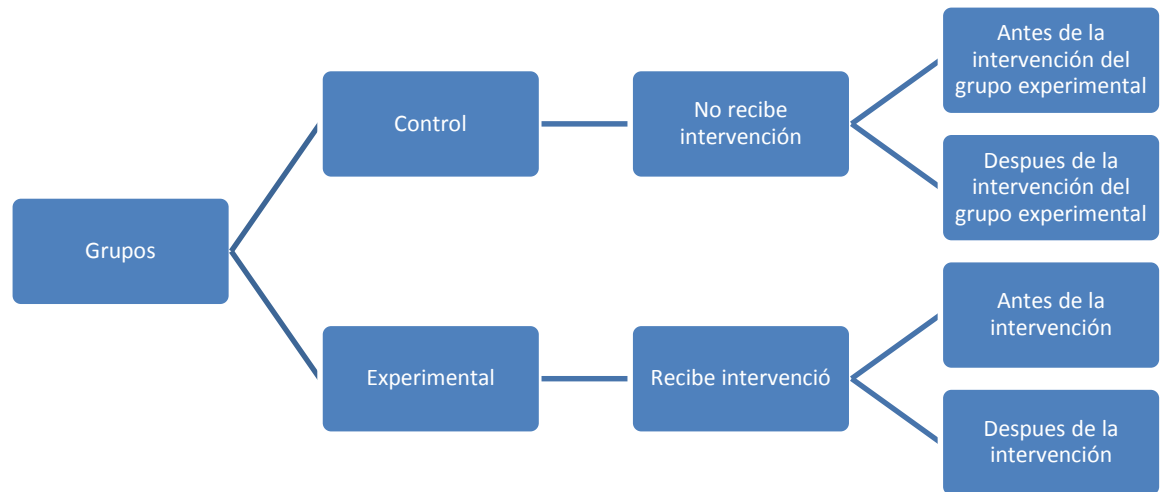 Grupos
Control
No recibe
intervención
Antes de la
intervención del
grupo experimental
Despues de la
intervención del
grupo experimental
Experimental
Recibe intervenció
Antes de la
intervención
Despues de la
intervención